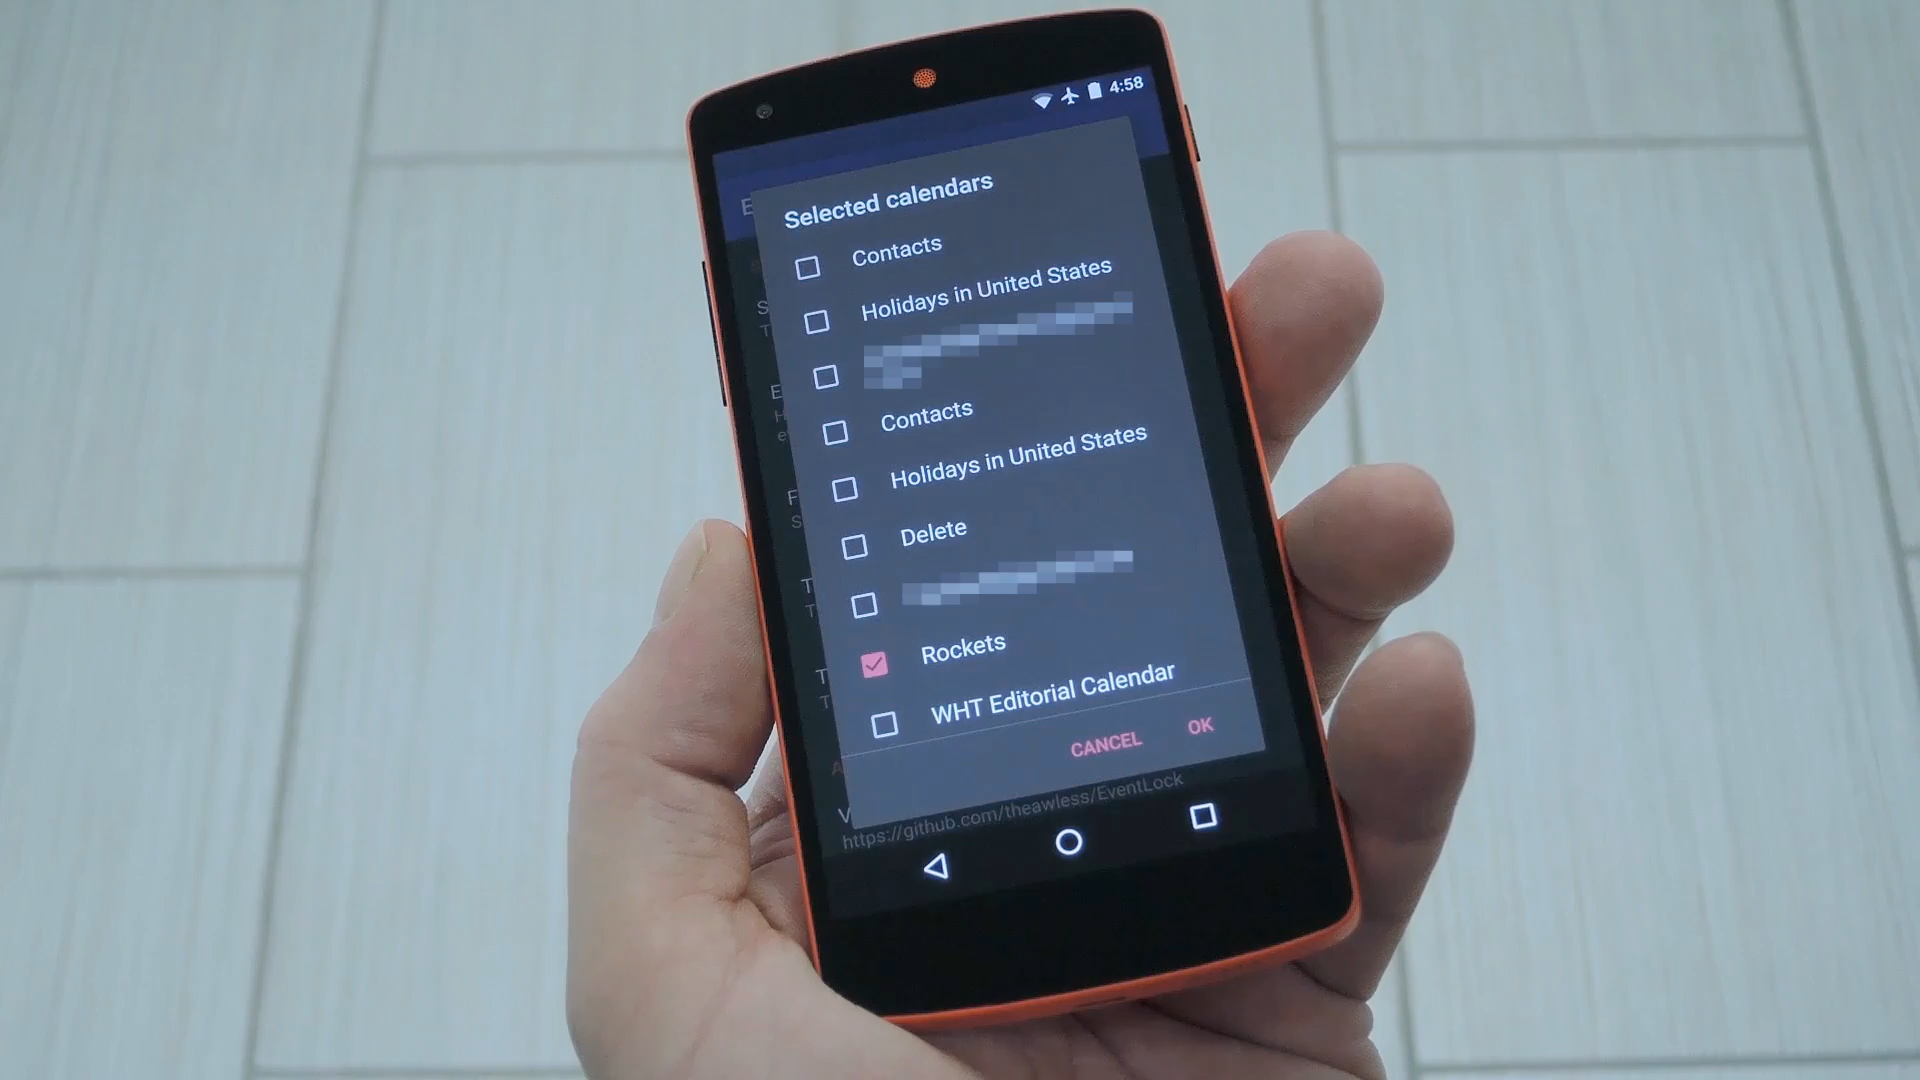 4:58
Selected calendars
Contacts
Holidays in United States
Contacts
Holidays in United States
Delete
Rockets
WHT Editorial Calendar
CANCEL OK
https://github.com/theawless/EventLock